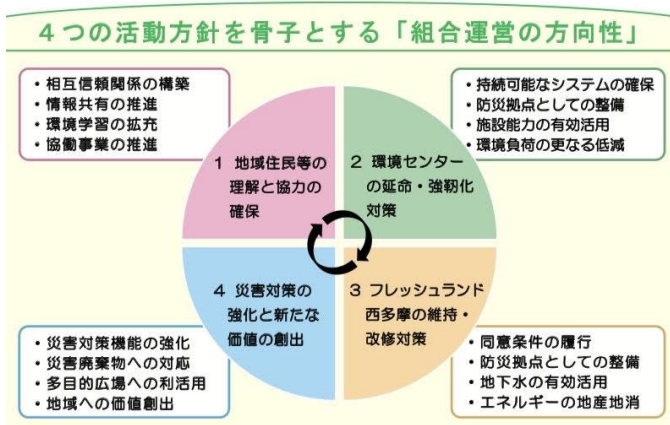 4つの活動方針を骨子とする「組合運営の方向性」
・相互信頼関係の構築
・情報共有の推進
・環境学習の拡充
・協働事業の推進
・持続可能なシステムの確保
・防災拠点としての整備
・施設能力の有効活用
・環境負荷の更なる低減
1 地域住民等の
理解と協力の
確保
2 環境センター
の延命・強靭化
対策
3 フレッシュランド
西多摩の維持・
改修対策
4 災害対策の
強化と新たな
価値の創出
・災害対策機能の強化
・災害廃棄物への対応
・多目的広場への利活用
・地域への価値創出
・同意条件の履行
・防災拠点としての整備
・地下水の有効活用
・エネルギーの地産地消